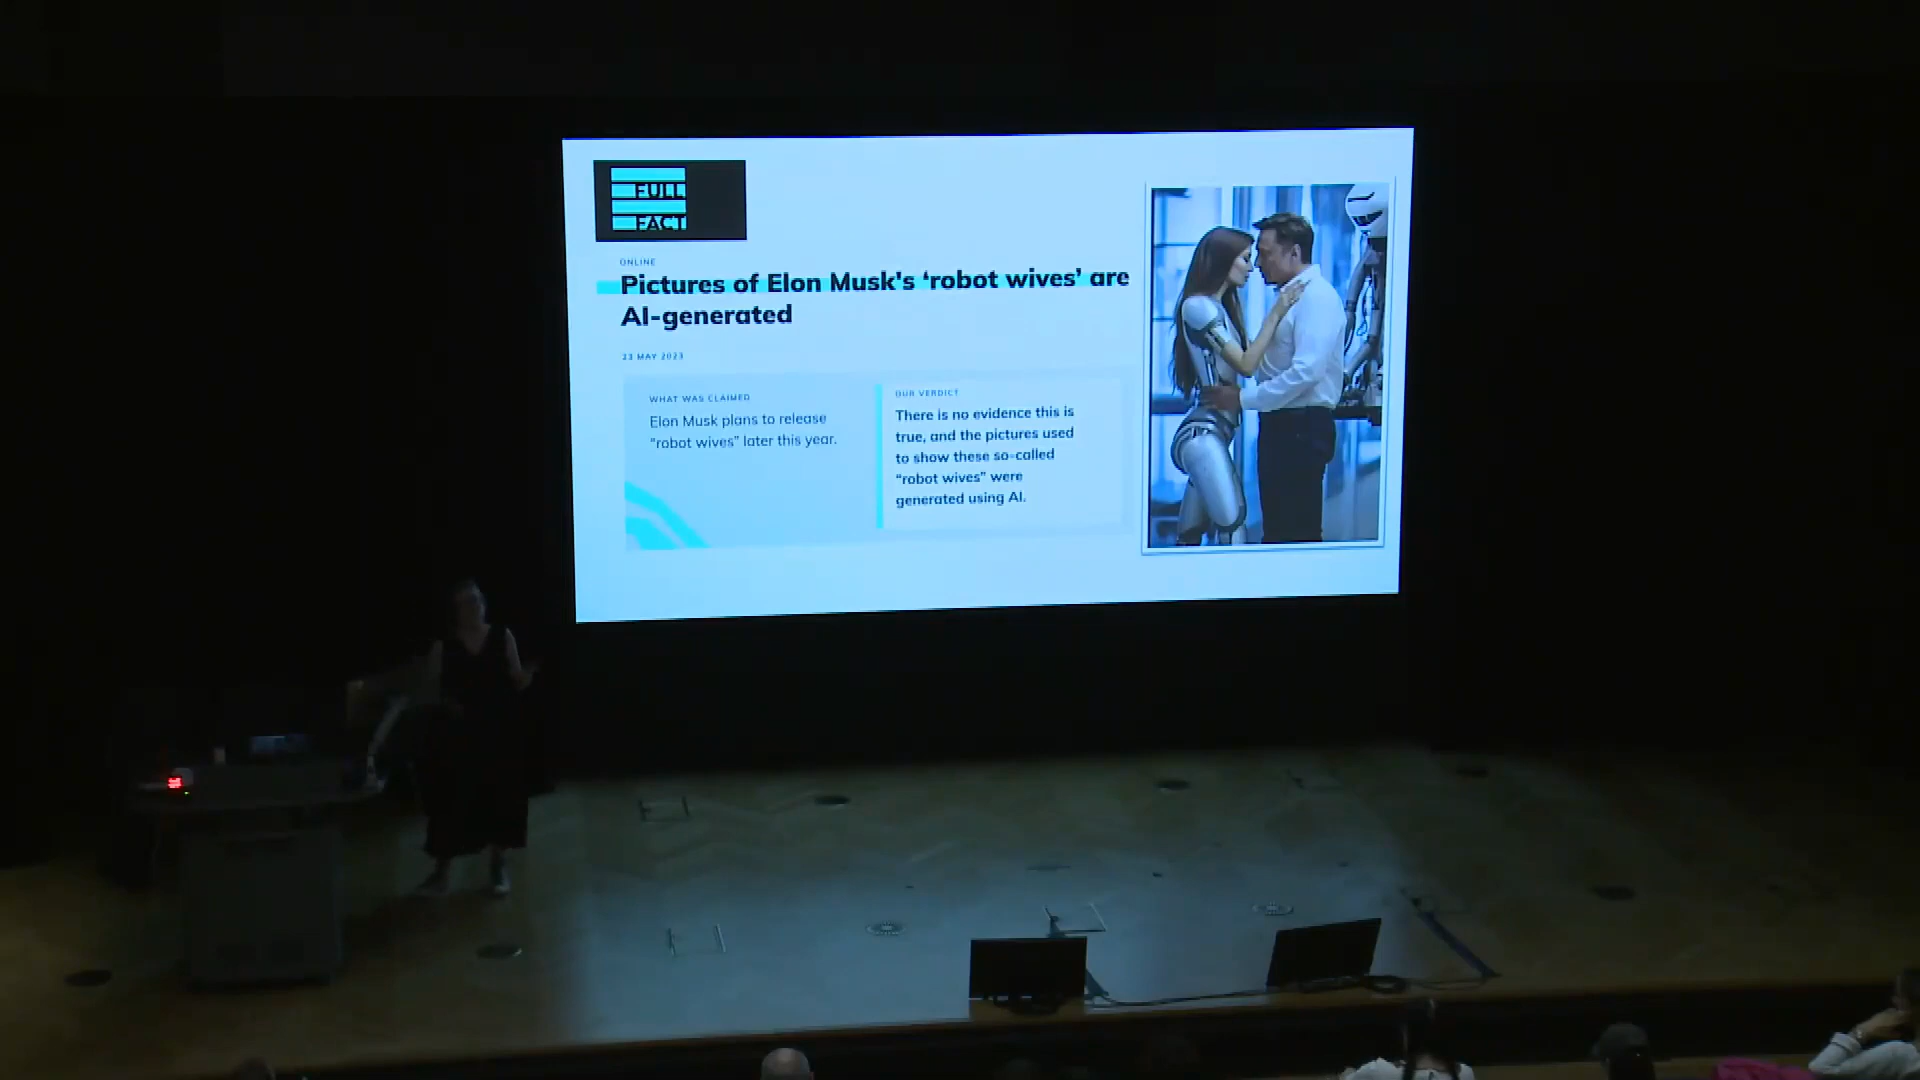 FULL
FACT
ONLINE
Pictures of Elon Musk's ‘robot wives’ are
AI-generated
23 MAY 2023
WHAT WAS CLAIMED
Elon Musk plans to release
“robot wives” later this year.
OUR VERDICT
There is no evidence this is
true, and the pictures used
to show these so-called
“robot wives” were
generated using AI.